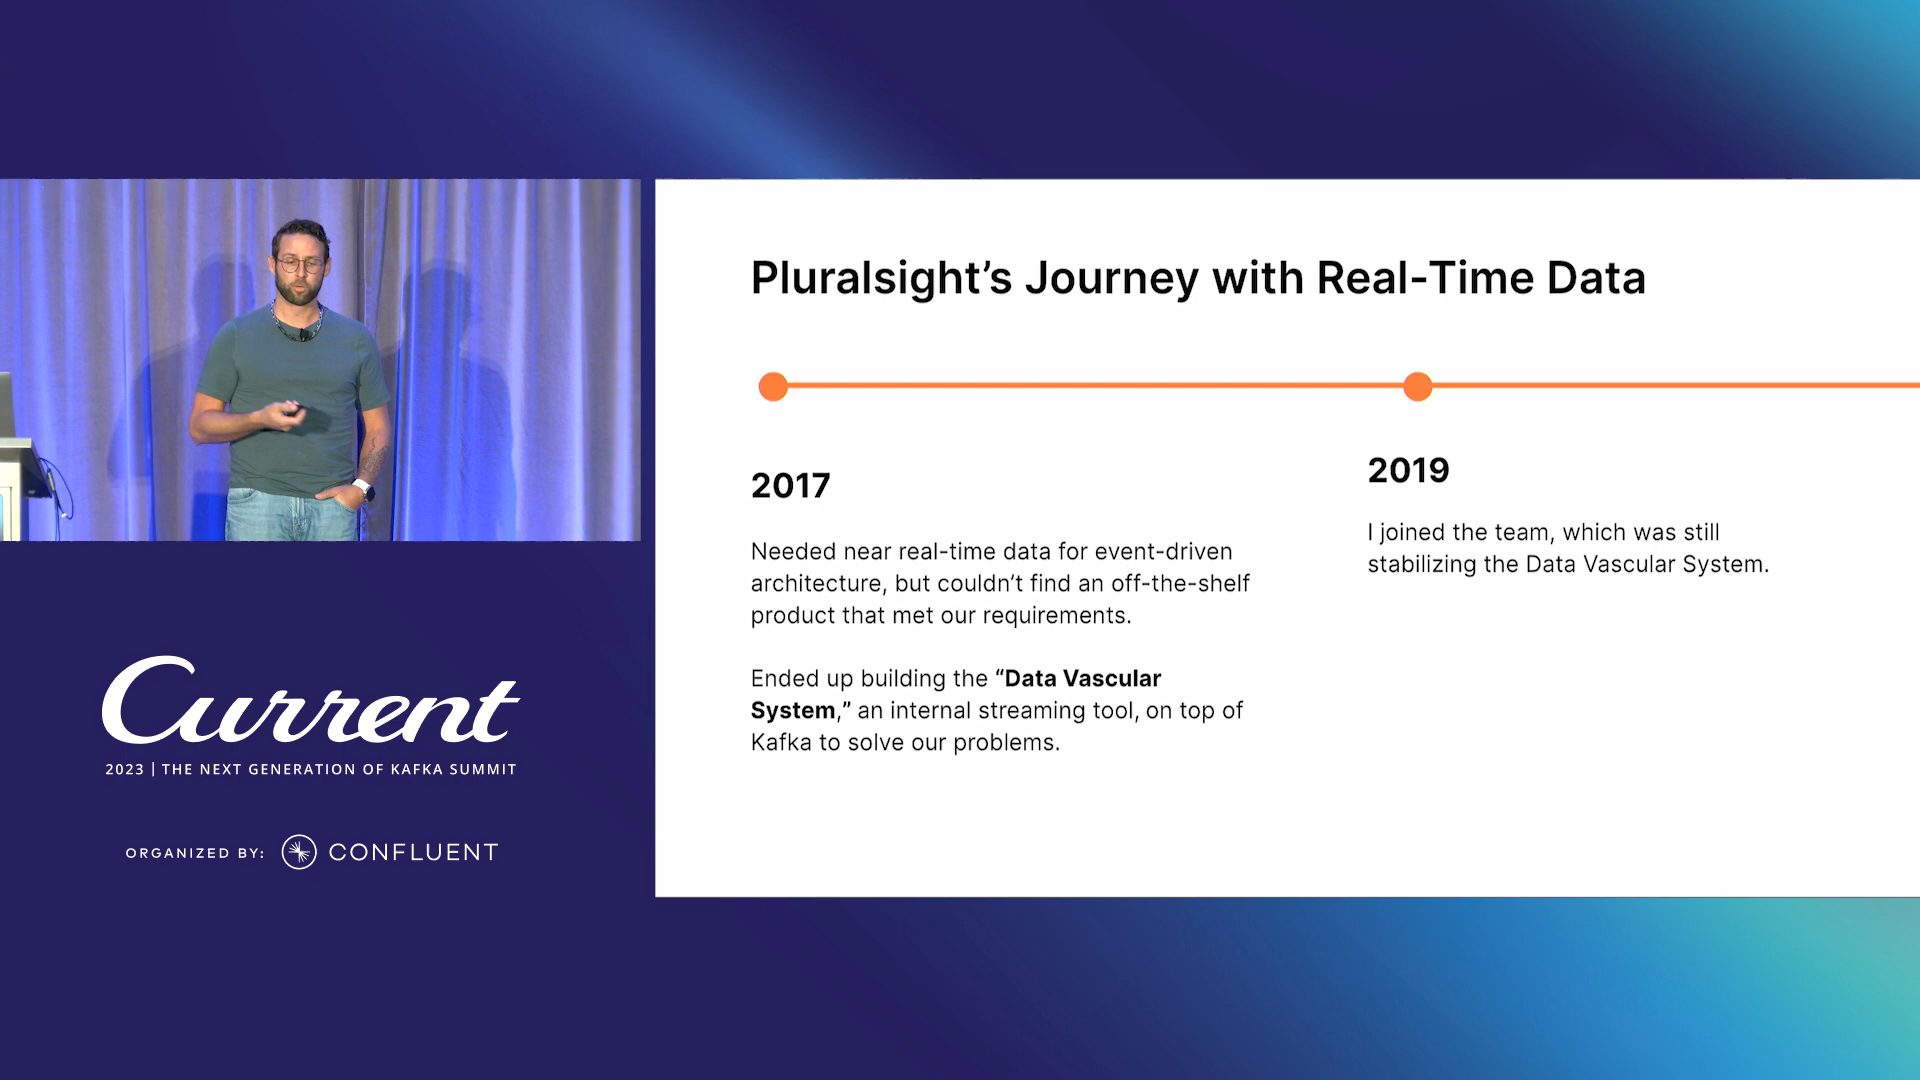 Pluralsight’s Journey with Real-Time Data
2017
Needed near real-time data for event-driven
architecture, but couldn’t find an off-the-shelf
product that met our requirements.
Ended up building the “Data Vascular
System,” an internal streaming tool, on top of
Kafka to solve our problems.
2019
I joined the team, which was still
stabilizing the Data Vascular System.
Current
2023 | THE NEXT GENERATION OF KAFKA SUMMIT
ORGANIZED BY: CONFLUENT